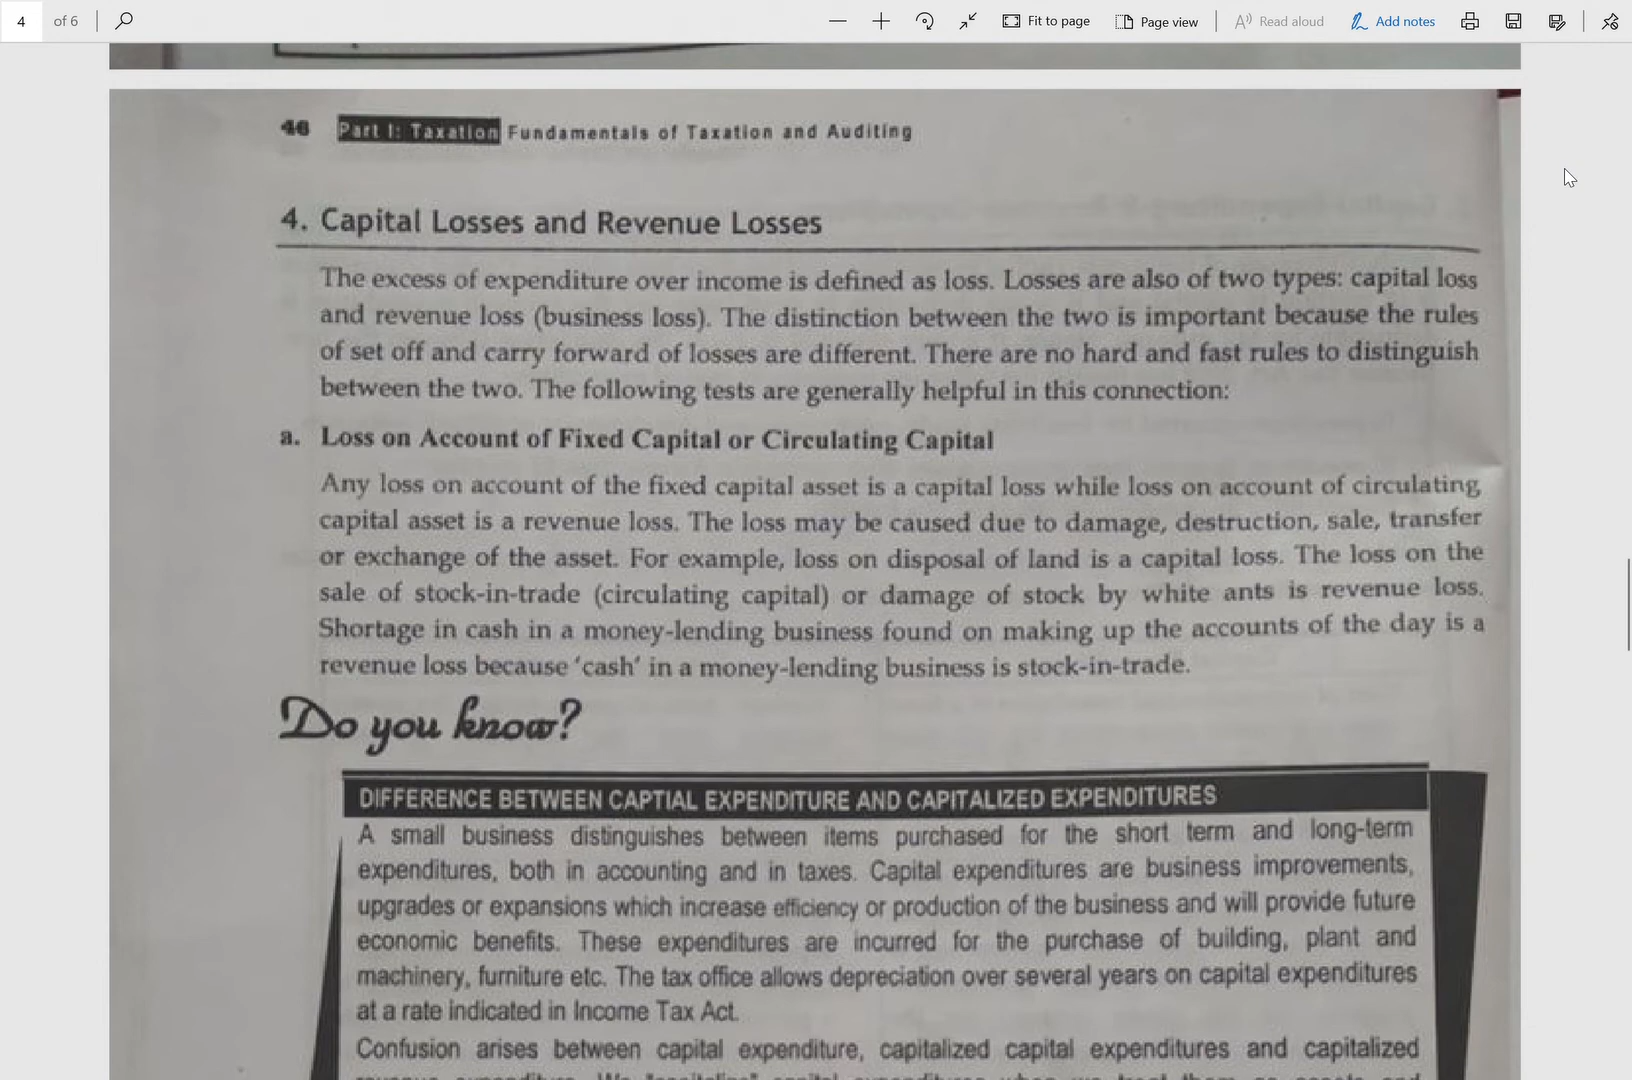 4 of 6 Fit to page Page view Read aloud Add notes
46 Part I: Taxation Fundamentals of Taxation and Auditing
4. Capital Losses and Revenue Losses
The excess of expenditure over income is defined as loss. Losses are also of two types: capital loss
and revenue loss (business loss). The distinction between the two is important because the rules
of set off and carry forward of losses are different. There are no hard and fast rules to distinguish
between the two. The following tests are generally helpful in this connection:
a. Loss on Account of Fixed Capital or Circulating Capital
Any loss on account of the fixed capital asset is a capital loss while loss on account of circulating
capital asset is a revenue loss. The loss may be caused due to damage, destruction, sale, transfer
or exchange of the asset. For example, loss on disposal of land is a capital loss. The loss on the
sale of stock-in-trade (circulating capital) or damage of stock by white ants is revenue loss.
Shortage in cash in a money-lending business found on making up the accounts of the day is a
revenue loss because 'cash' in a money-lending business is stock-in-trade.
Do you know?
DIFFERENCE BETWEEN CAPTIAL EXPENDITURE AND CAPITALIZED EXPENDITURES
A small business distinguishes between items purchased for the short term and long-term
expenditures, both in accounting and in taxes. Capital expenditures are business improvements,
upgrades or expansions which increase efficiency or production of the business and will provide future
economic benefits. These expenditures are incurred for the purchase of building, plant and
machinery, furniture etc. The tax office allows depreciation over several years on capital expenditures
at a rate indicated in Income Tax Act.
Confusion arises between capital expenditure, capitalized capital expenditures and capitalized